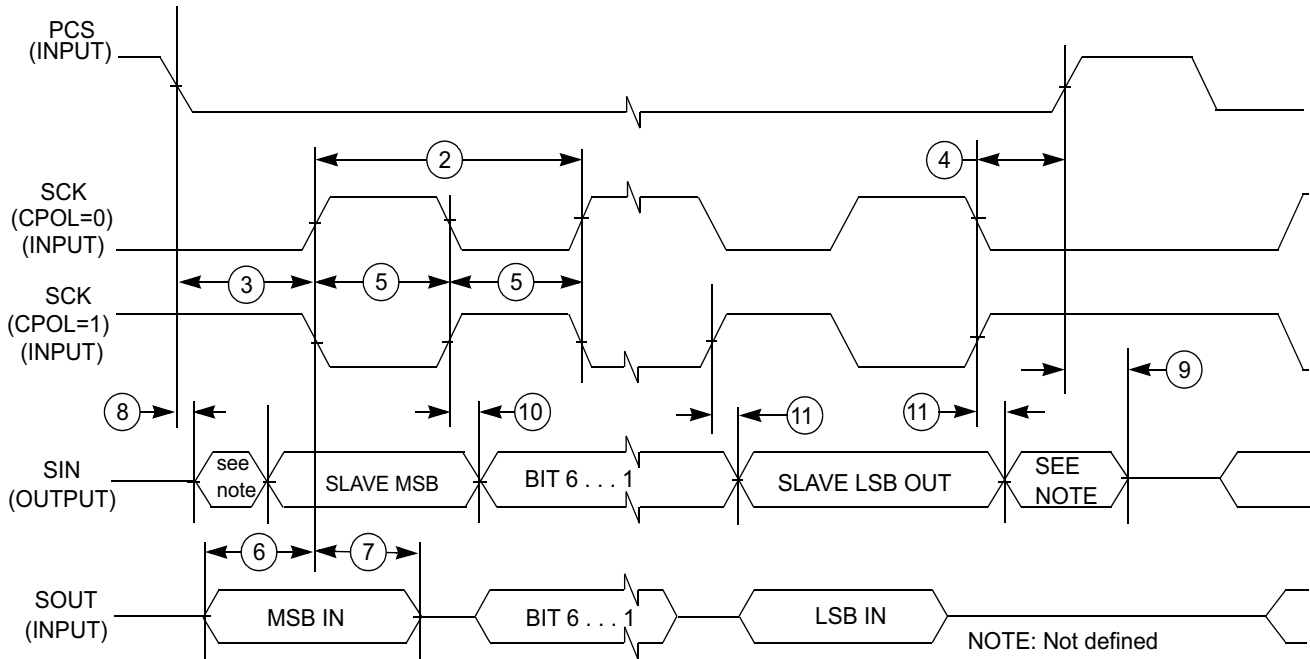 PCS
(INPUT)
2
4
SCK
(CPOL=0)
(INPUT)
3
5
5
SCK
(CPOL=1)
(INPUT)
8
10
11
11
9
SIN
(OUTPUT)
see
note
SLAVE MSB
BIT 6 . . . 1
SLAVE LSB OUT
SEE
NOTE
6
7
SOUT
(INPUT)
MSB IN
BIT 6 . . . 1
LSB IN
NOTE: Not defined